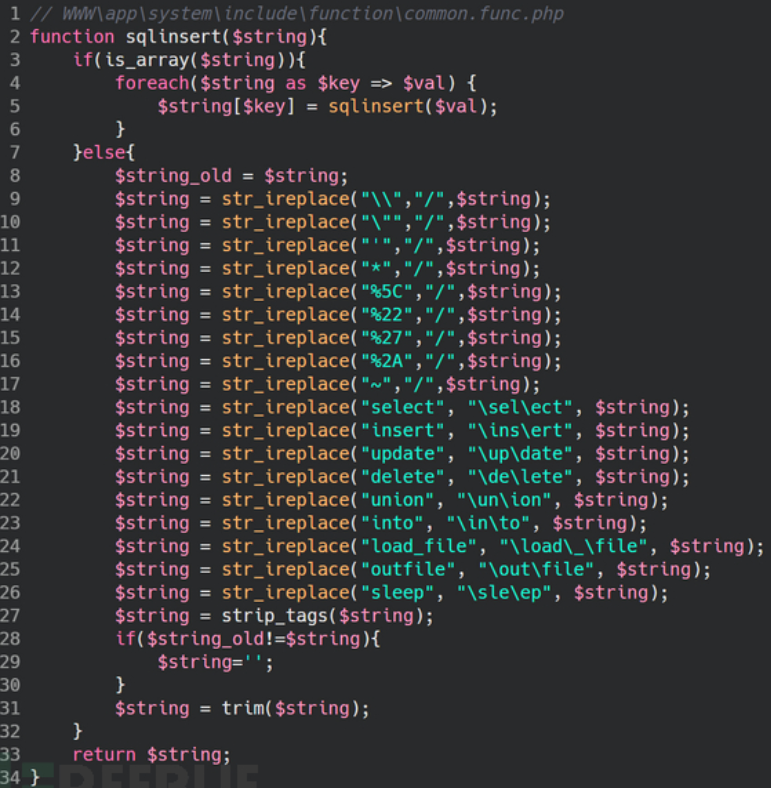 1 // WWW\app\system\include\function\common.func.php
2 function sqlinsert($string){
3     if(is_array($string)){
4         foreach($string as $key => $val) {
5             $string[$key] = sqlinsert($val);
6         }
7     }else{
8         $string_old = $string;
9         $string = str_ireplace("\\","/",$string);
10         $string = str_ireplace("\"","/",$string);
11         $string = str_ireplace("'","/",$string);
12         $string = str_ireplace("*","/",$string);
13         $string = str_ireplace("%5C","/",$string);
14         $string = str_ireplace("%22","/",$string);
15         $string = str_ireplace("%27","/",$string);
16         $string = str_ireplace("%2A","/",$string);
17         $string = str_ireplace("~","/",$string);
18         $string = str_ireplace("select", "\sel\ect", $string);
19         $string = str_ireplace("insert", "\ins\ert", $string);
20         $string = str_ireplace("update", "\up\date", $string);
21         $string = str_ireplace("delete", "\de\lete", $string);
22         $string = str_ireplace("union", "\un\ion", $string);
23         $string = str_ireplace("into", "\in\to", $string);
24         $string = str_ireplace("load_file", "\load\_\file", $string);
25         $string = str_ireplace("outfile", "\out\file", $string);
26         $string = str_ireplace("sleep", "\sle\ep", $string);
27         $string = strip_tags($string);
28         if($string_old!=$string){
29             $string='';
30         }
31         $string = trim($string);
32     }
33     return $string;
34 }